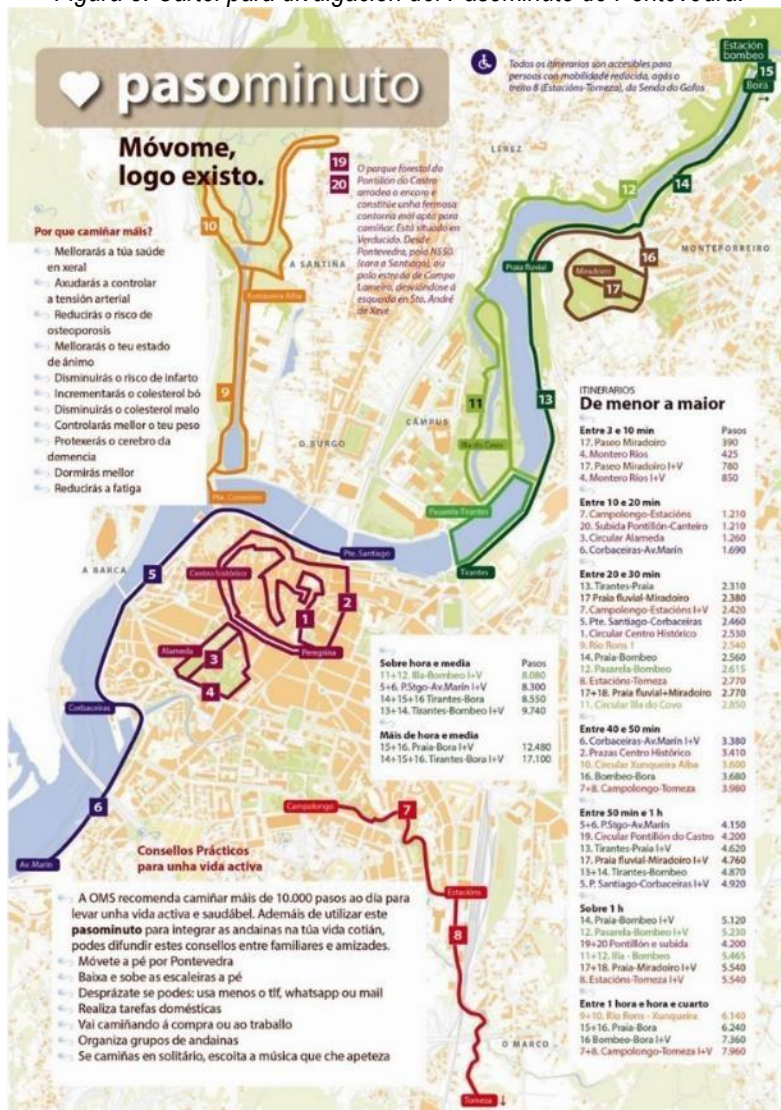 Figura 3: Cartel para divulgación del Pasominuto de Pontevedra.
pasominuto
Móvome,
logo existo.
Todos os itinerarios son accesibles para
persoas con mobilidade reducida, agás o
treito 8 (Estacións-Tomeza), da Senda do Gafos
Estación
bombeo
15
Bora
LEREZ
12
14
MONTEPORREIRO
19
20
O parque forestal do
Pontillón do Castro
arrodea o encoro e
constitúe unha fermosa
contorna moi apta para
camiñar. Está situado en
Verducido. Desde
Pontevedra, pola N550
(cara a Santiago), ou
pola estrada de Campo
Lameiro, desviándose á
esquerda en Sto. André
de Xeve
10
A SANTIÑA
Xunqueira Alba
Praia fluvial
Miradoiro
16
17
Por que camiñar máis?
Mellorarás a túa saúde
en xeral
Axudarás a controlar
a tensión arterial
Reducirás o risco de
osteoporosis
Mellorarás o teu estado
de ánimo
Disminuirás o risco de infarto
Incrementarás o colesterol bó
Disminuirás o colesterol malo
Controlarás mellor o teu peso
Protexerás o cerebro da
demencia
Dormirás mellor
Reducirás a fatiga
9
O BURGO
CÁMPUS
11
13
Illa do Covo
Pte. Correntes
Pasarela-Tirantes
Tirantes
Pte. Santiago
A BARCA
5
Centro histórico
1
2
Peregrina
Alameda
3
4
Corbaceiras
6
Av. Marín
ITINERARIOS
De menor a maior
Entre 3 e 10 min Pasos
17. Paseo Miradoiro 390
4. Montero Ríos 425
17. Paseo Miradoiro I+V 780
4. Montero Ríos I+V 850
Entre 10 e 20 min
7. Campolongo-Estacións 1.210
20. Subida Pontillón-Canteiro 1.210
3. Circular Alameda 1.260
6. Corbaceiras-Av.Marín 1.690
Entre 20 e 30 min
13. Tirantes-Praia 2.310
17 Praia fluvial-Miradoiro 2.380
7. Campolongo-Estacións I+V 2.420
5. Pte. Santiago-Corbaceiras 2.460
1. Circular Centro Histórico 2.530
9. Río Rons 1 2.540
14. Praia-Bombeo 2.560
12. Pasarela-Bombeo 2.615
8. Estacións-Tomeza 2.770
17+18. Praia fluvial+Miradoiro 2.770
11. Circular Illa do Covo 2.850
Entre 40 e 50 min
6. Corbaceiras-Av.Marín I+V 3.380
2. Prazas Centro Histórico 3.410
10. Circular Xunqueira Alba 3.600
16. Bombeo-Bora 3.680
7+8. Campolongo-Tomeza 3.980
Entre 50 min e 1 h
5+6. P.Stgo-Av.Marín 4.150
19. Circular Pontillón do Castro 4.200
13. Tirantes-Praia I+V 4.620
17. Praia fluvial-Miradoiro I+V 4.760
13+14. Tirantes-Bombeo 4.870
5. P. Santiago-Corbaceiras I+V 4.920
Sobre 1 h
14. Praia-Bombeo I+V 5.120
12. Pasarela-Bombeo I+V 5.230
19+20 Pontillón e subida 4.200
11+12. Illa - Bombeo 5.465
17+18. Praia-Miradoiro I+V 5.540
8. Estacións-Tomeza I+V 5.540
Entre 1 hora e hora e cuarto
9+10. Río Rons - Xunqueira 6.140
15+16. Praia-Bora 6.240
16 Bombeo-Bora I+V 7.360
7+8. Campolongo-Tomeza I+V 7.960
Sobre hora e media Pasos
11+12. Illa-Bombeo I+V 8.080
5+6. P.Stgo-Av.Marín I+V 8.300
14+15+16 Tirantes-Bora 8.550
13+14. Tirantes-Bombeo I+V 9.740
Máis de hora e media
15+16. Praia-Bora I+V 12.480
14+15+16. Tirantes-Bora I+V 17.100
Campolongo
7
Estacións
8
O MARCO
Tomeza
Consellos Prácticos
para unha vida activa
A OMS recomenda camiñar máis de 10.000 pasos ao día para
levar unha vida activa e saudábel. Ademáis de utilizar este
pasominuto para integrar as andainas na túa vida cotián,
podes difundir estes consellos entre familiares e amizades.
Móvete a pé por Pontevedra
Baixa e sobe as escaleiras a pé
Desprázate se podes: usa menos o tlf, whatsapp ou mail
Realiza tarefas domésticas
Vai camiñando á compra ou ao traballo
Organiza grupos de andainas
Se camiñas en solitário, escoita a música que che apeteza